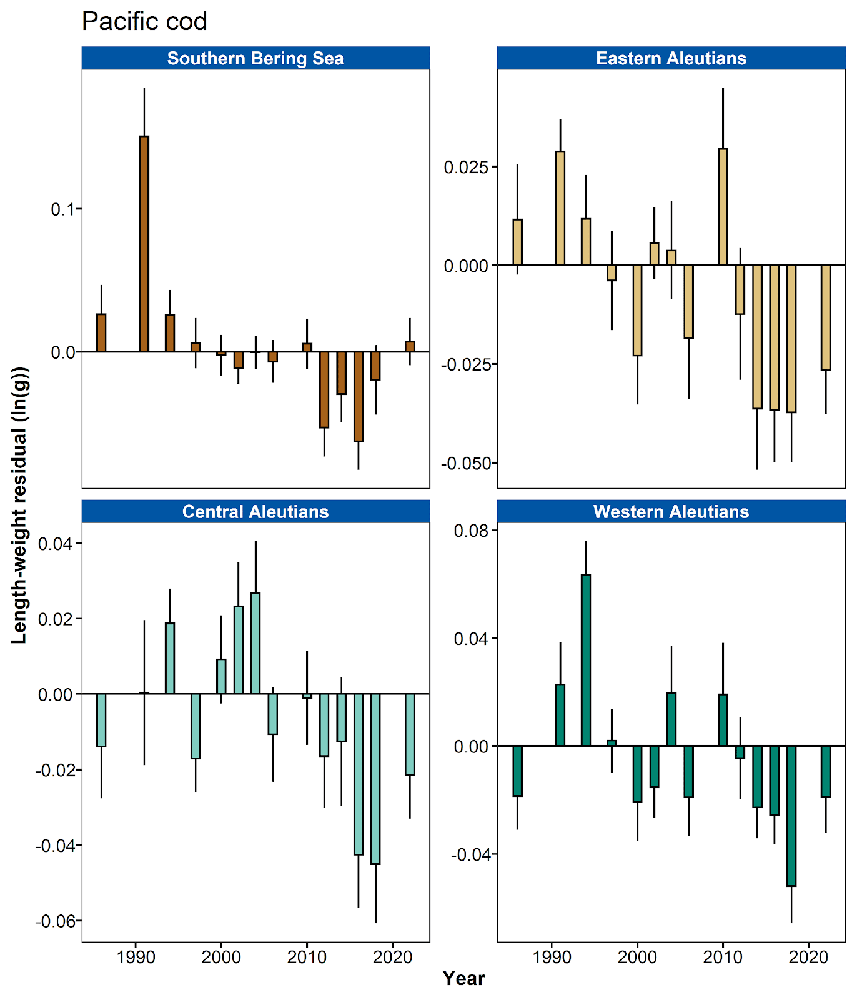 Pacific cod
Southern Bering Sea
Eastern Aleutians
0.1
0.0
0.025
0.000
-0.025
-0.050
Length-weight residual (ln(g))
Central Aleutians
Western Aleutians
0.04
0.02
0.00
-0.02
-0.04
-0.06
0.08
0.04
0.00
-0.04
1990 2000 2010 2020
1990 2000 2010 2020
Year